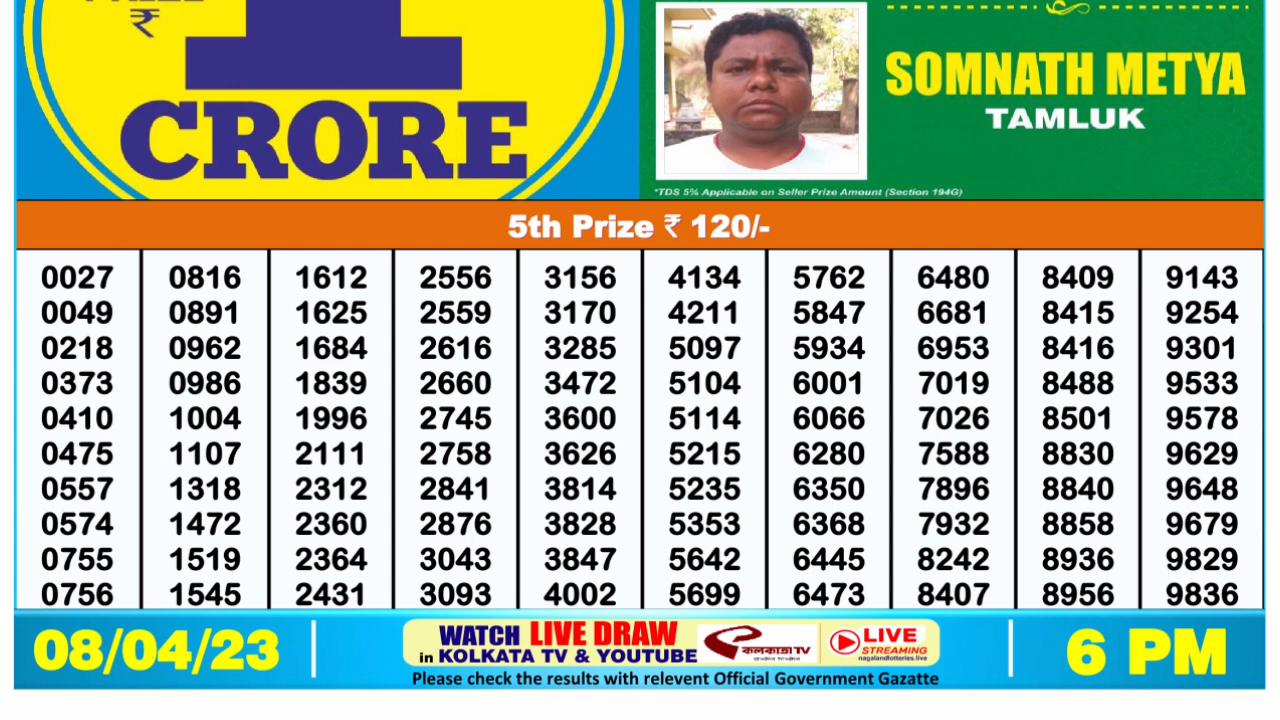 ₹
CRORE
SOMNATH METYA
TAMLUK
*TDS 5% Applicable on Seller Prize Amount (Section 194G)
5th Prize ₹ 120/-
0027 0816 1612 2556 3156 4134 5762 6480 8409 9143
0049 0891 1625 2559 3170 4211 5847 6681 8415 9254
0218 0962 1684 2616 3285 5097 5934 6953 8416 9301
0373 0986 1839 2660 3472 5104 6001 7019 8488 9533
0410 1004 1996 2745 3600 5114 6066 7026 8501 9578
0475 1107 2111 2758 3626 5215 6280 7588 8830 9629
0557 1318 2312 2841 3814 5235 6350 7896 8840 9648
0574 1472 2360 2876 3828 5353 6368 7932 8858 9679
0755 1519 2364 3043 3847 5642 6445 8242 8936 9829
0756 1545 2431 3093 4002 5699 6473 8407 8956 9836
08/04/23
WATCH LIVE DRAW
in KOLKATA TV & YOUTUBE
কলকাতা TV
LIVE
STREAMING
nagalandlotteries.live
Please check the results with relevent Official Government Gazatte
6 PM